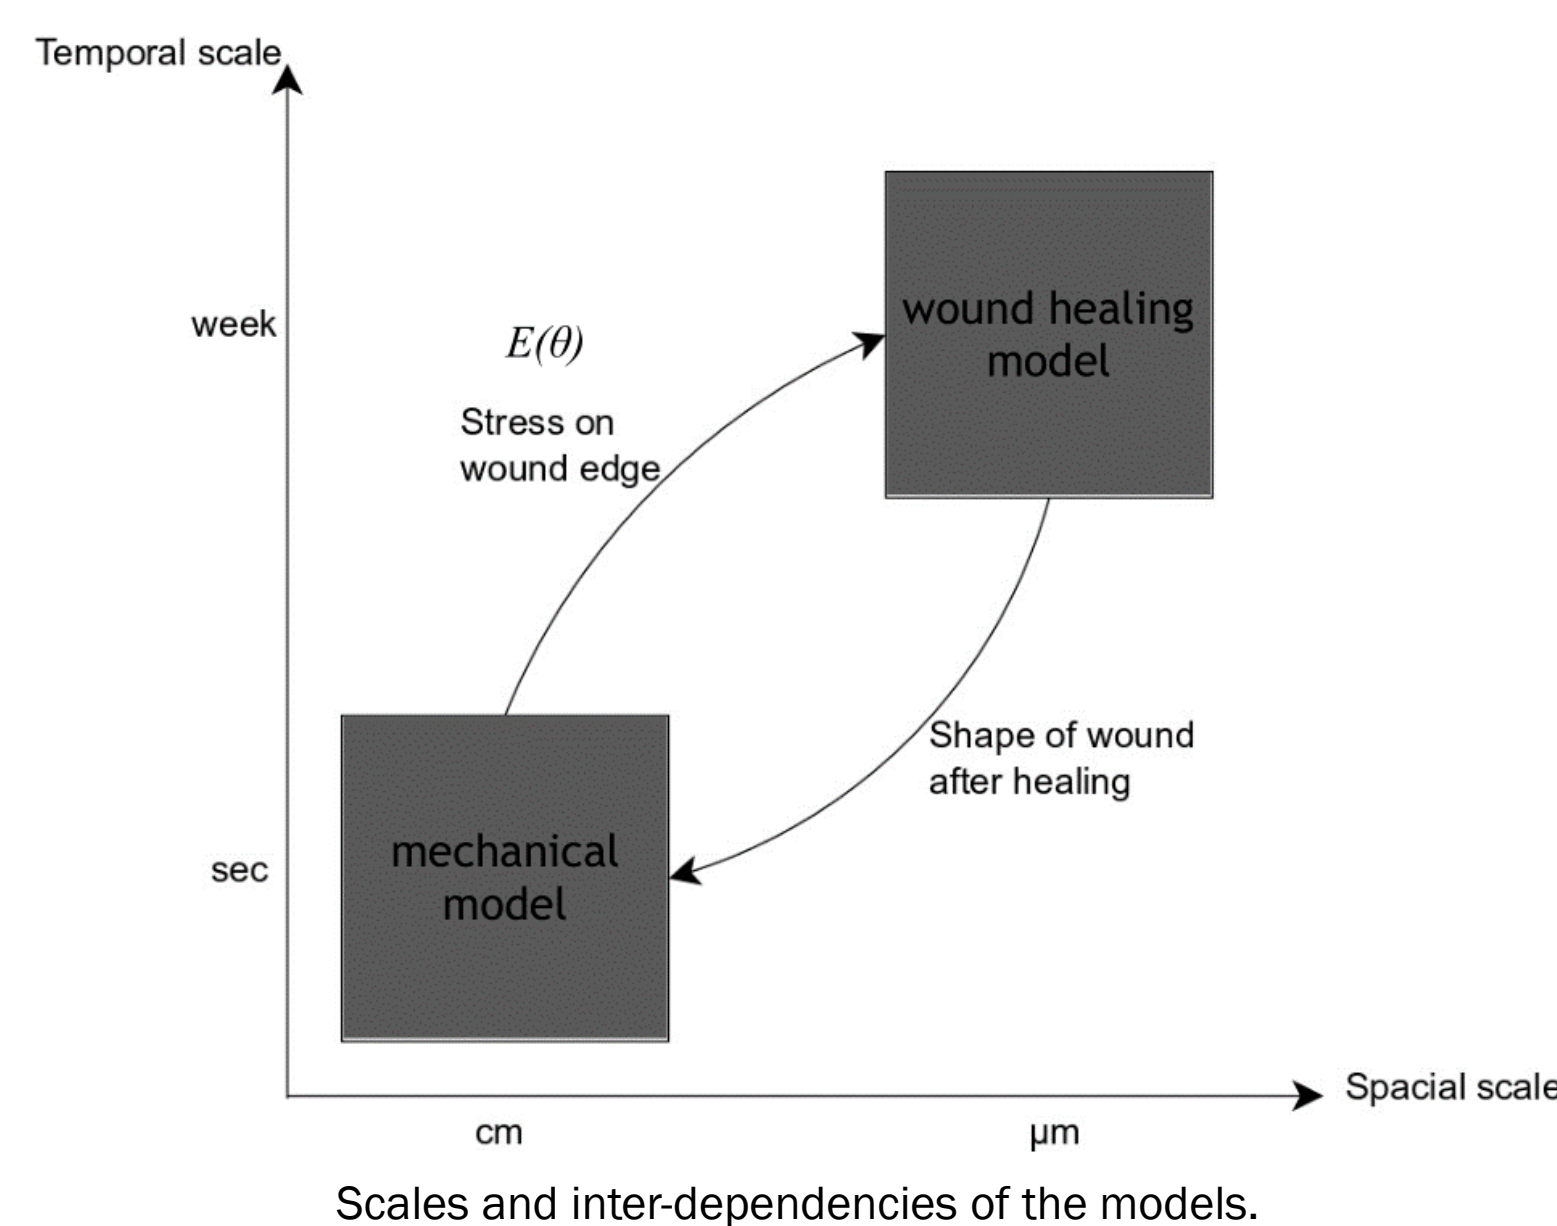 Temporal scale
week
E(θ)
Stress on
wound edge
wound healing
model
Shape of wound
after healing
sec
mechanical
model
Spacial scale
cm
µm
Scales and inter-dependencies of the models.